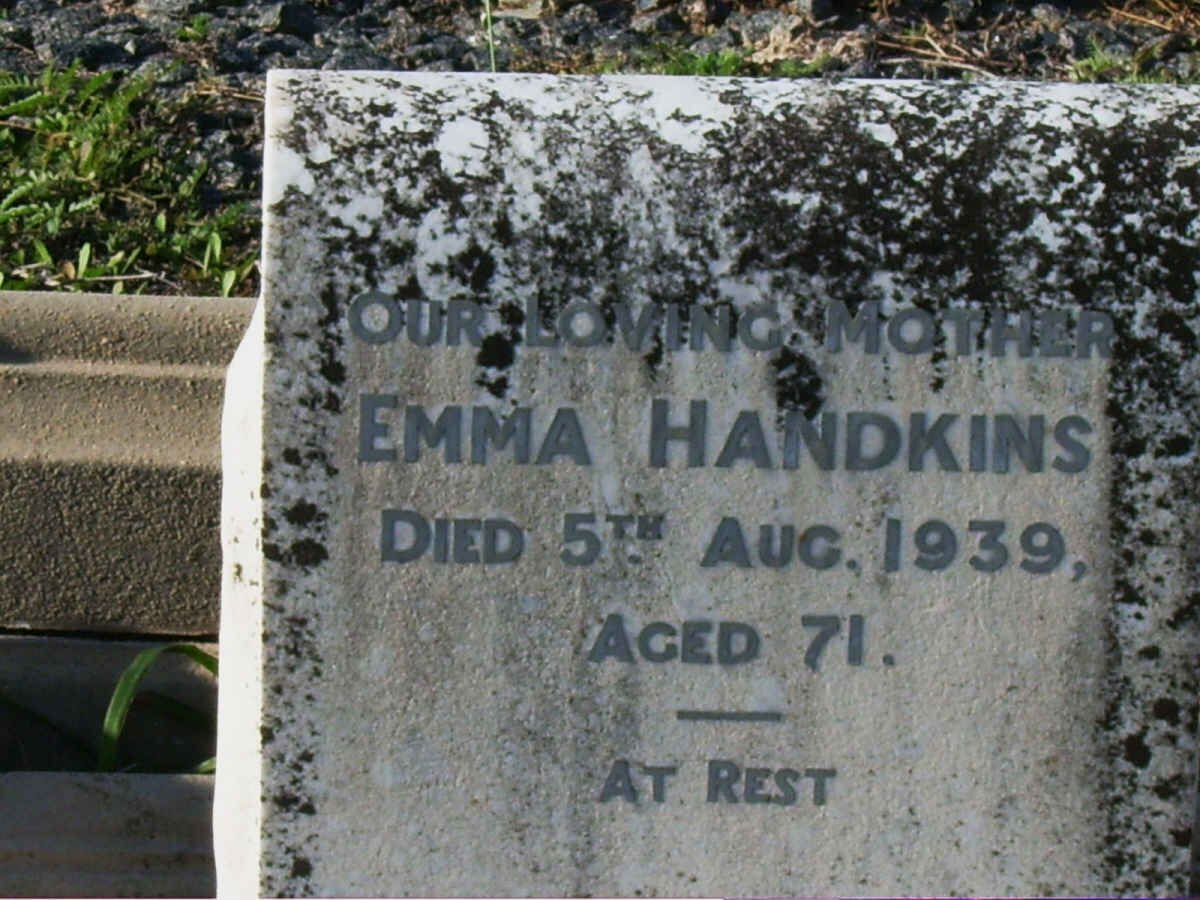 OUR LOVING MOTHER
EMMA HANDKINS
DIED 5TH. AUG. 1939,
AGED 71.
AT REST